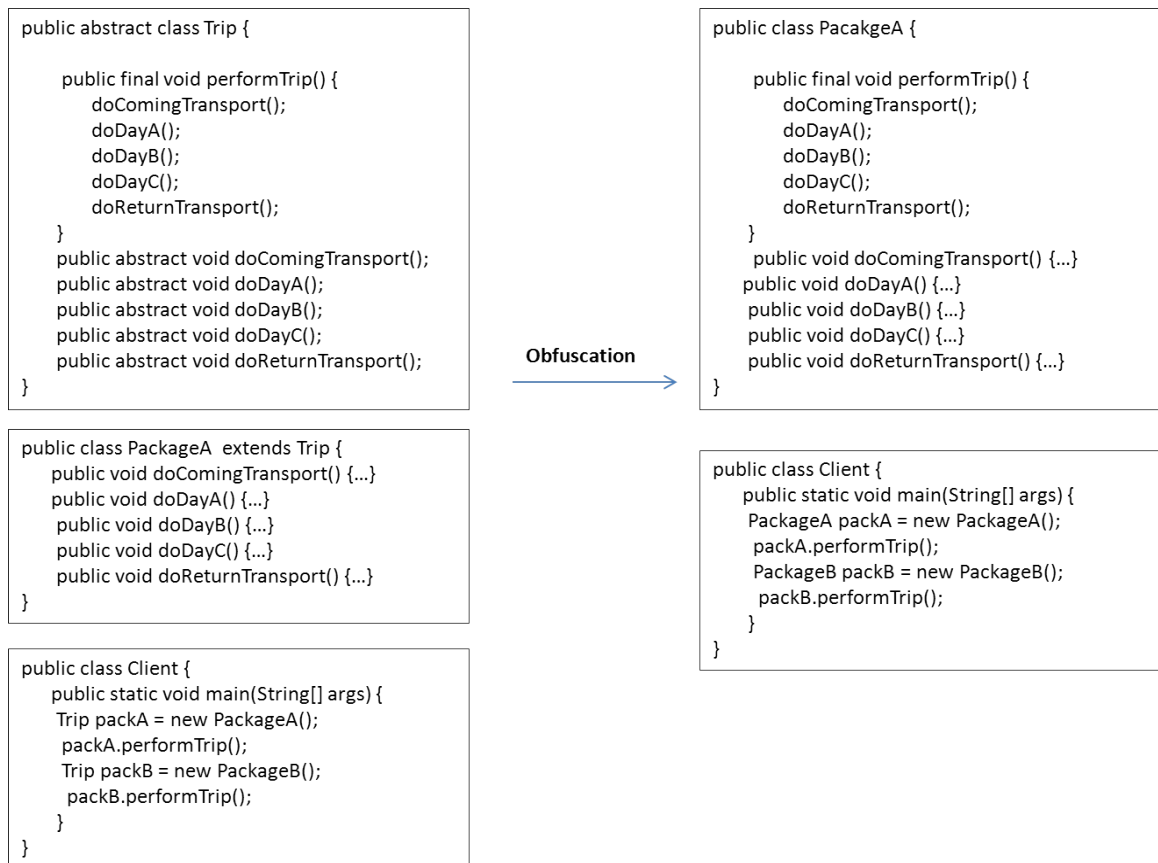 public abstract class Trip {
public final void performTrip() {
doComingTransport();
doDayA();
doDayB();
doDayC();
doReturnTransport();
}
public abstract void doComingTransport();
public abstract void doDayA();
public abstract void doDayB();
public abstract void doDayC();
public abstract void doReturnTransport();
}
public class PackageA extends Trip {
public void doComingTransport() {...}
public void doDayA() {...}
public void doDayB() {...}
public void doDayC() {...}
public void doReturnTransport() {...}
}
public class Client {
public static void main(String[] args) {
Trip packA = new PackageA();
packA.performTrip();
Trip packB = new PackageB();
packB.performTrip();
}
}
Obfuscation
public class PacakgeA {
public final void performTrip() {
doComingTransport();
doDayA();
doDayB();
doDayC();
doReturnTransport();
}
public void doComingTransport() {...}
public void doDayA() {...}
public void doDayB() {...}
public void doDayC() {...}
public void doReturnTransport() {...}
}
public class Client {
public static void main(String[] args) {
PackageA packA = new PackageA();
packA.performTrip();
PackageB packB = new PackageB();
packB.performTrip();
}
}